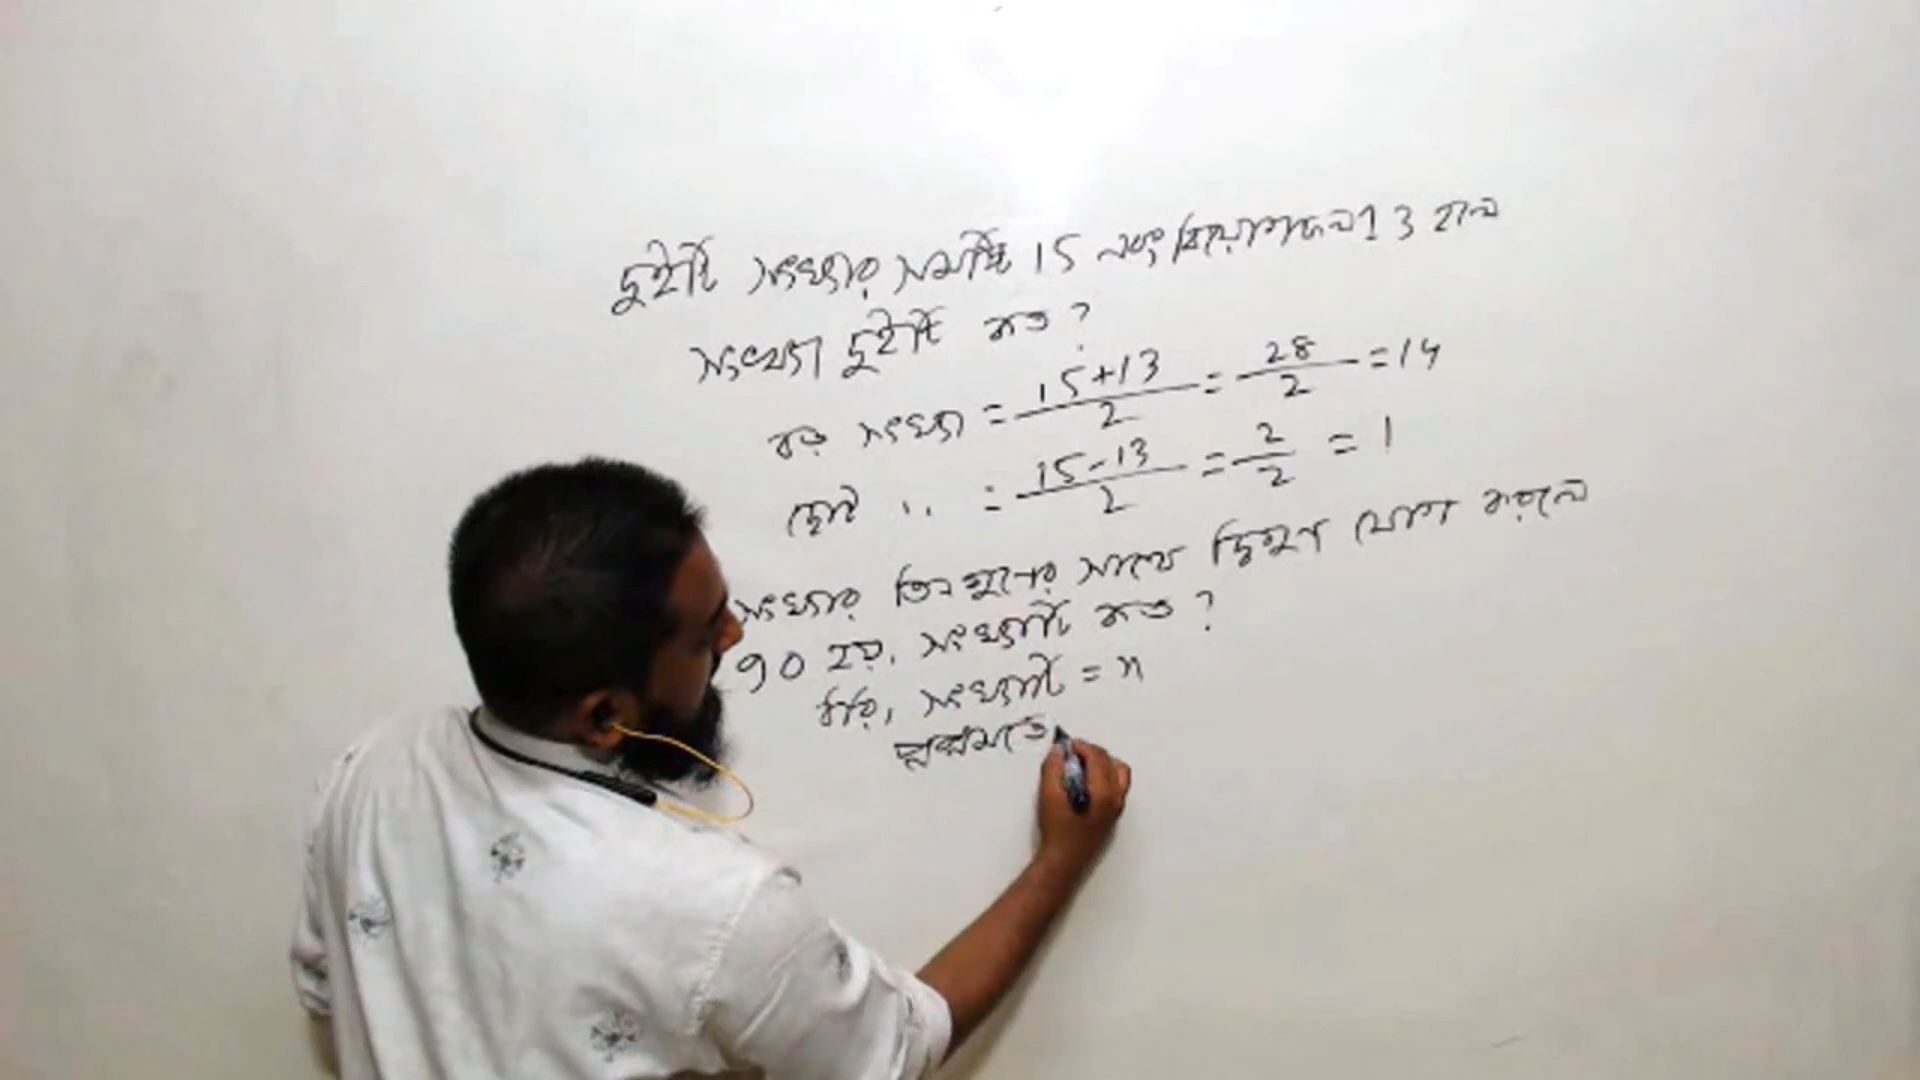 দুইটি সংখ্যার সমষ্টি 15 এবং বিয়োগফল 13 হলে
সংখ্যা দুইটি কত?
বড় সংখ্যা = 15+13/2 = 28/2 = 14
ছোট ,, = 15-13/2 = 2/2 = 1
সংখ্যার তিনগুণের সাথে দ্বিগুণ যোগ করলে
90 হয়, সংখ্যাটি কত?
ধরি, সংখ্যাটি = x
প্রশ্নমতে